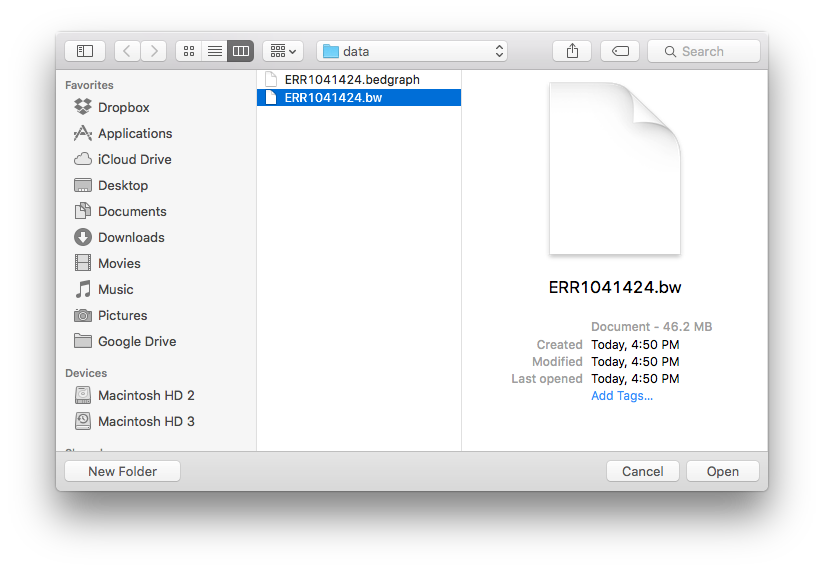 data
Search
Favorites
Dropbox
Applications
iCloud Drive
Desktop
Documents
Downloads
Movies
Music
Pictures
Google Drive
Devices
Macintosh HD 2
Macintosh HD 3
ERR1041424.bedgraph
ERR1041424.bw
ERR1041424.bw
Document - 46.2 MB
Created Today, 4:50 PM
Modified Today, 4:50 PM
Last opened Today, 4:50 PM
Add Tags...
New Folder
Cancel
Open